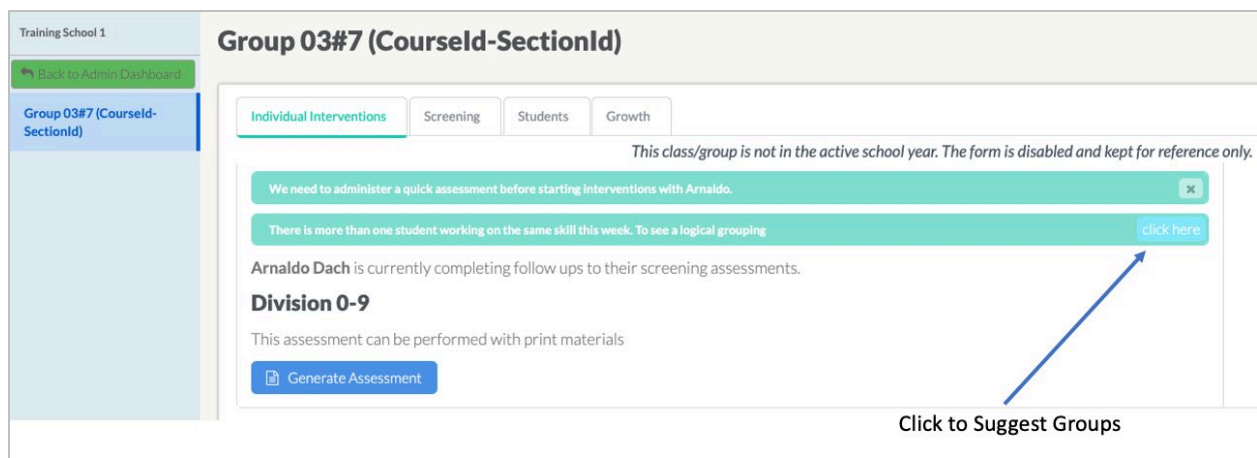 Training School 1
Back to Admin Dashboard
Group 03#7 (CourseId-
SectionId)
Group 03#7 (CourseId-SectionId)
Individual Interventions Screening Students Growth
This class/group is not in the active school year. The form is disabled and kept for reference only.
We need to administer a quick assessment before starting interventions with Arnaldo.
There is more than one student working on the same skill this week. To see a logical grouping click here
Arnaldo Dach is currently completing follow ups to their screening assessments.
Division 0-9
This assessment can be performed with print materials
Generate Assessment
Click to Suggest Groups